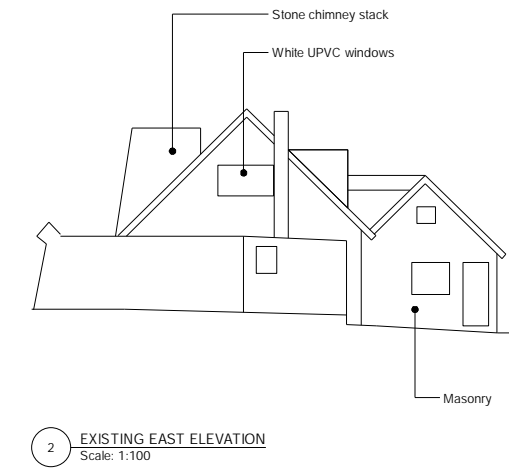 Stone chimney stack
White UPVC windows
Masonry
2
EXISTING EAST ELEVATION
Scale: 1:100